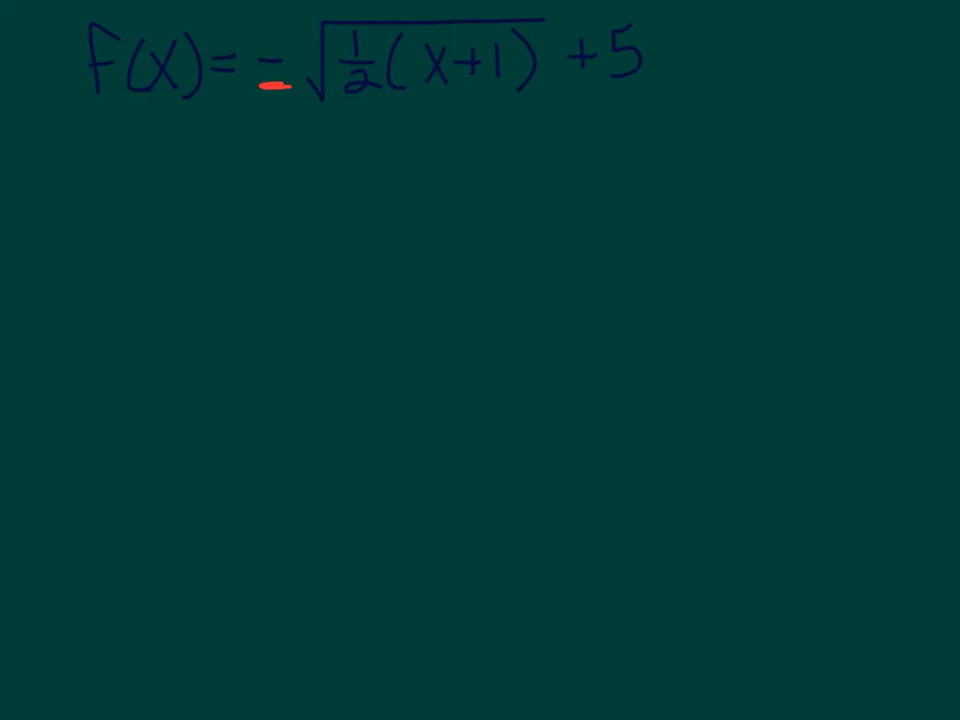 F(x) = -√(1/2(x+1)) + 5